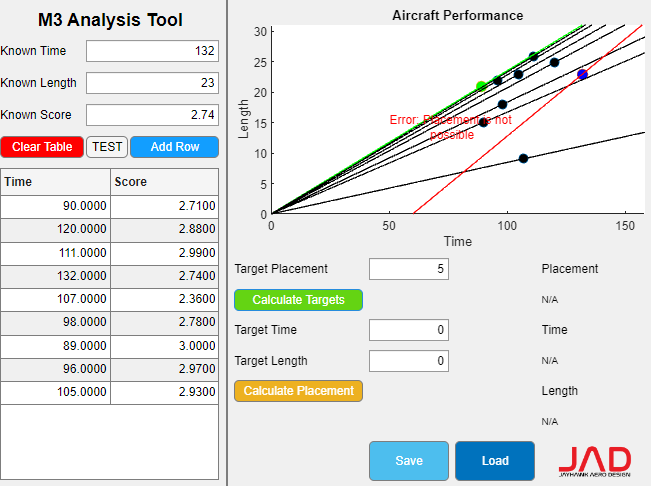 M3 Analysis Tool
Known Time 132
Known Length 23
Known Score 2.74
Clear Table TEST Add Row
Time Score
90.0000 2.7100
120.0000 2.8800
111.0000 2.9900
132.0000 2.7400
107.0000 2.3600
98.0000 2.7800
89.0000 3.0000
96.0000 2.9700
105.0000 2.9300
Aircraft Performance
30
25
20
15
10
5
0
Length
Error: Placement is not
possible
0 50 100 150
Time
Target Placement 5 Placement
Calculate Targets N/A
Target Time 0 Time
Target Length 0 N/A
Calculate Placement Length
N/A
Save Load
JAD
JAYHAWK AERO DESIGN